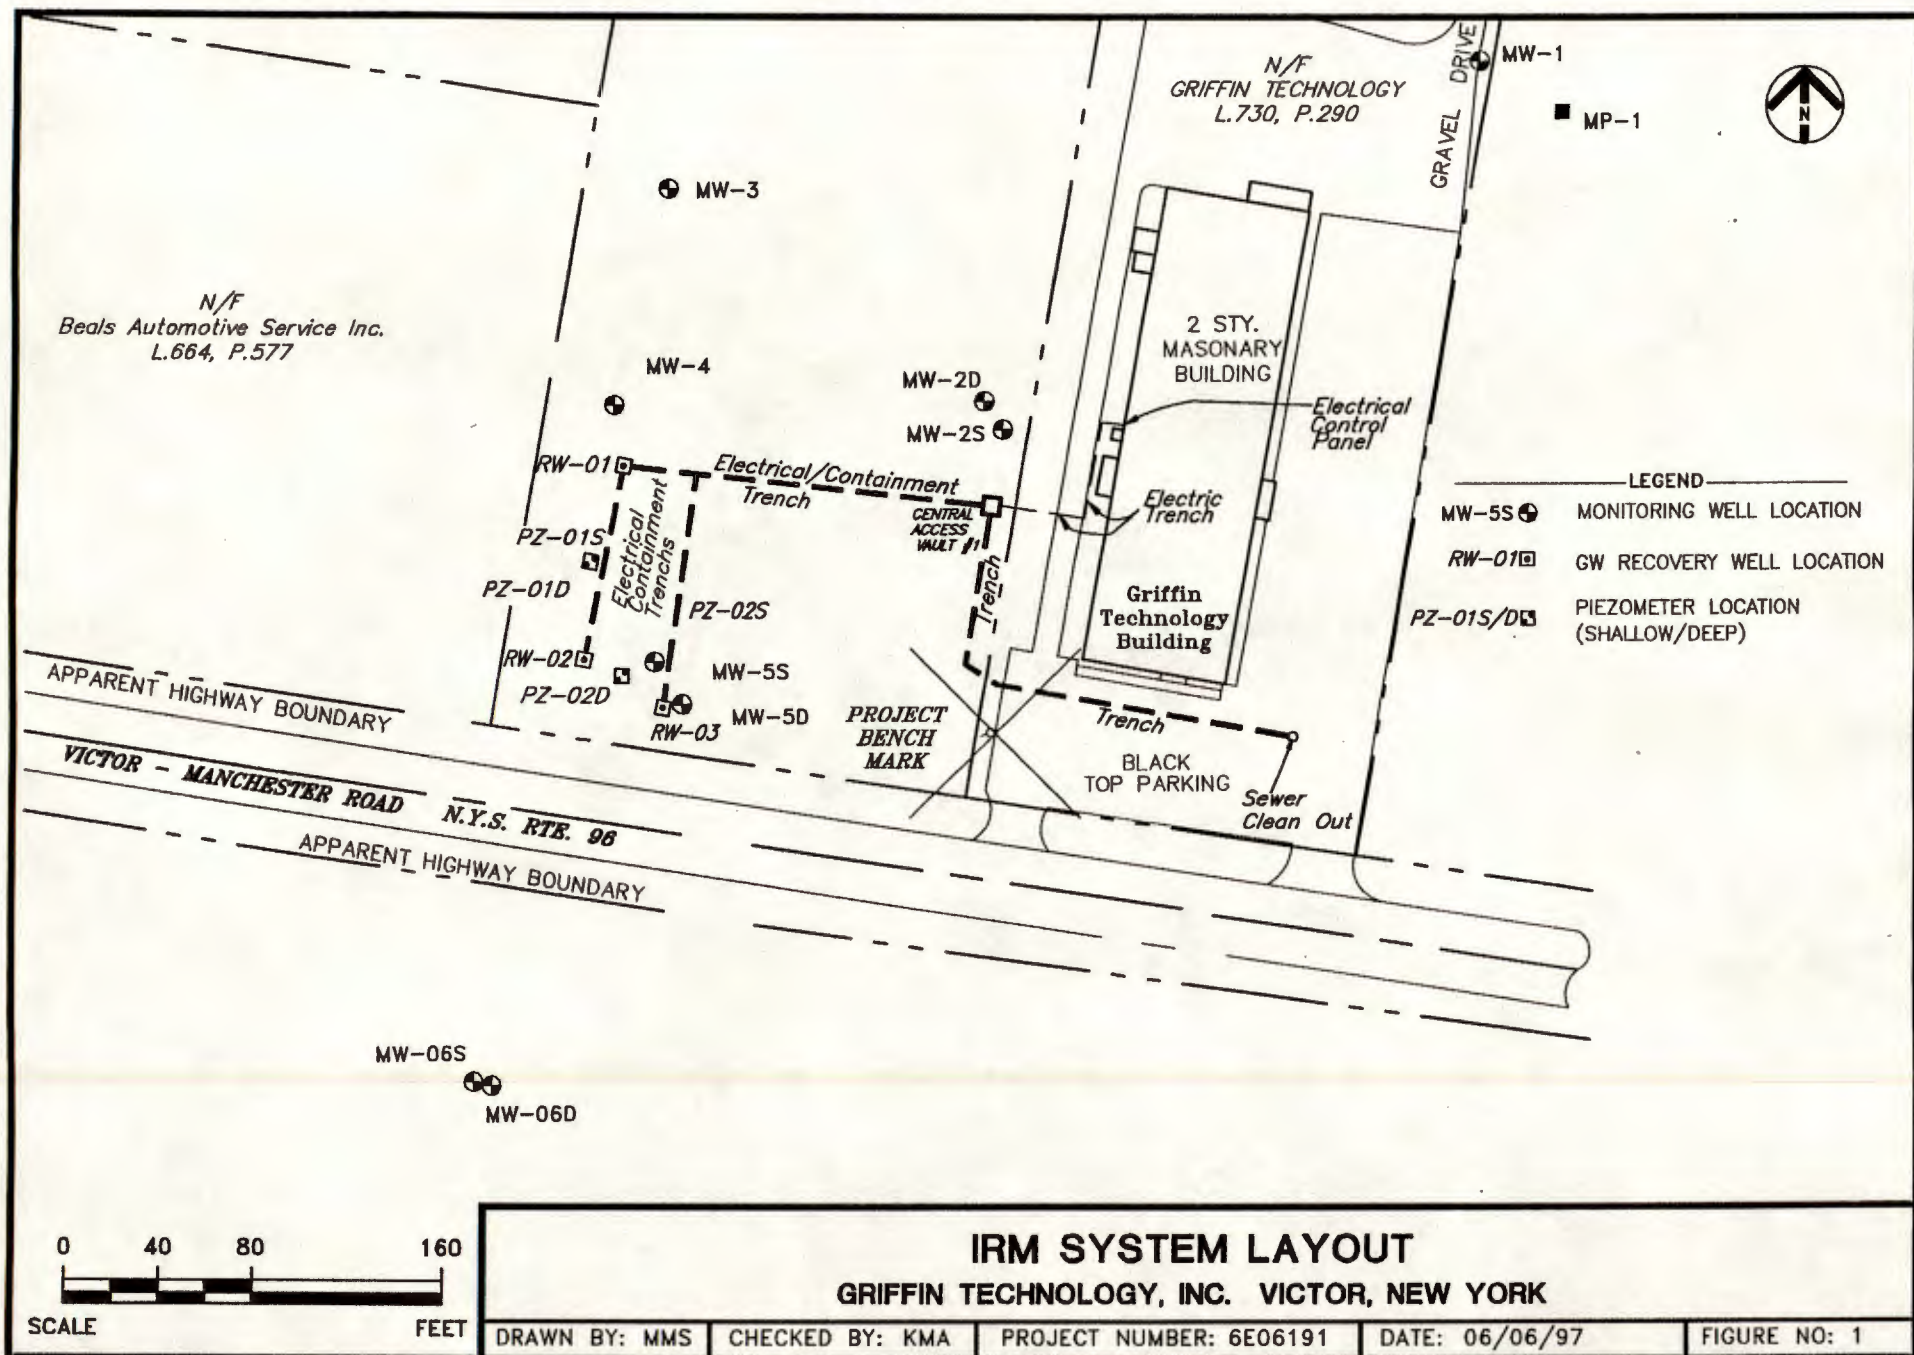 N/F
GRIFFIN TECHNOLOGY
L.730, P.290
GRAVEL DRIVE
MW-1
MP-1
N
MW-3
N/F
Beals Automotive Service Inc.
L.664, P.577
MW-4
MW-2D
MW-2S
2 STY.
MASONARY
BUILDING
Electrical
Control
Panel
RW-01
Electrical/Containment
Trench
CENTRAL
ACCESS
VAULT #1
Electric
Trench
Electrical
Containment
Trenchs
PZ-01S
PZ-01D
PZ-02S
Trench
Griffin
Technology
Building
LEGEND
MW-5S MONITORING WELL LOCATION
RW-01 GW RECOVERY WELL LOCATION
PZ-01S/D PIEZOMETER LOCATION
(SHALLOW/DEEP)
RW-02
PZ-02D
MW-5S
MW-5D
RW-03
PROJECT
BENCH
MARK
Trench
BLACK
TOP PARKING
Sewer
Clean Out
APPARENT HIGHWAY BOUNDARY
VICTOR - MANCHESTER ROAD N.Y.S. RTE. 96
APPARENT HIGHWAY BOUNDARY
MW-06S
MW-06D
0 40 80 160
SCALE FEET
IRM SYSTEM LAYOUT
GRIFFIN TECHNOLOGY, INC. VICTOR, NEW YORK
DRAWN BY: MMS CHECKED BY: KMA PROJECT NUMBER: 6E06191 DATE: 06/06/97 FIGURE NO: 1